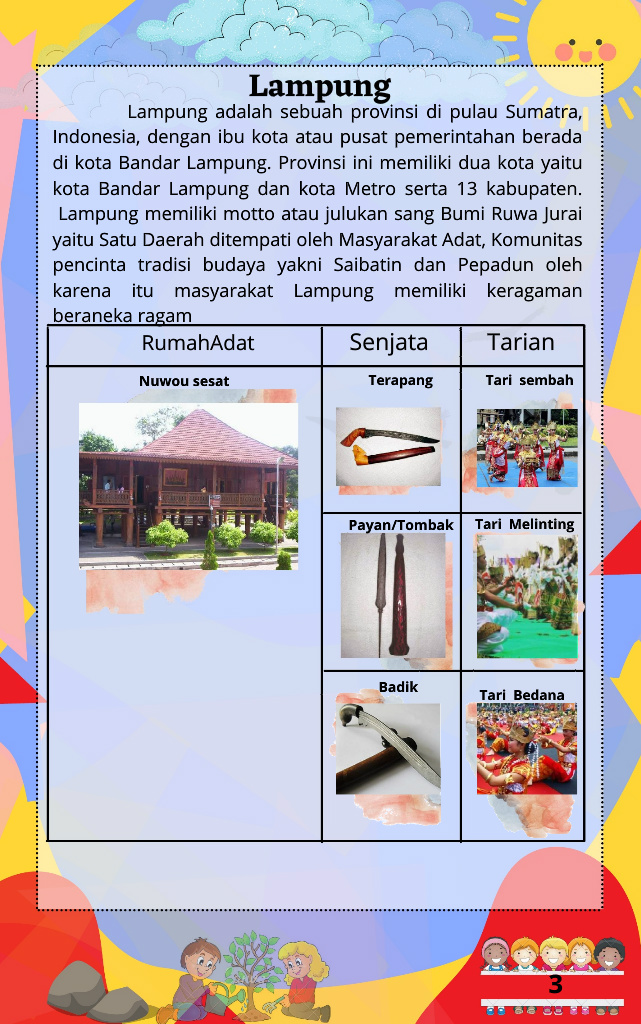 Lampung
Lampung adalah sebuah provinsi di pulau Sumatra,
Indonesia, dengan ibu kota atau pusat pemerintahan berada
di kota Bandar Lampung. Provinsi ini memiliki dua kota yaitu
kota Bandar Lampung dan kota Metro serta 13 kabupaten.
Lampung memiliki motto atau julukan sang Bumi Ruwa Jurai
yaitu Satu Daerah ditempati oleh Masyarakat Adat, Komunitas
pencinta tradisi budaya yakni Saibatin dan Pepadun oleh
karena itu masyarakat Lampung memiliki keragaman
beraneka ragam
RumahAdat Senjata Tarian
Nuwou sesat Terapang Tari sembah
Payan/Tombak Tari Melinting
Badik Tari Bedana
3